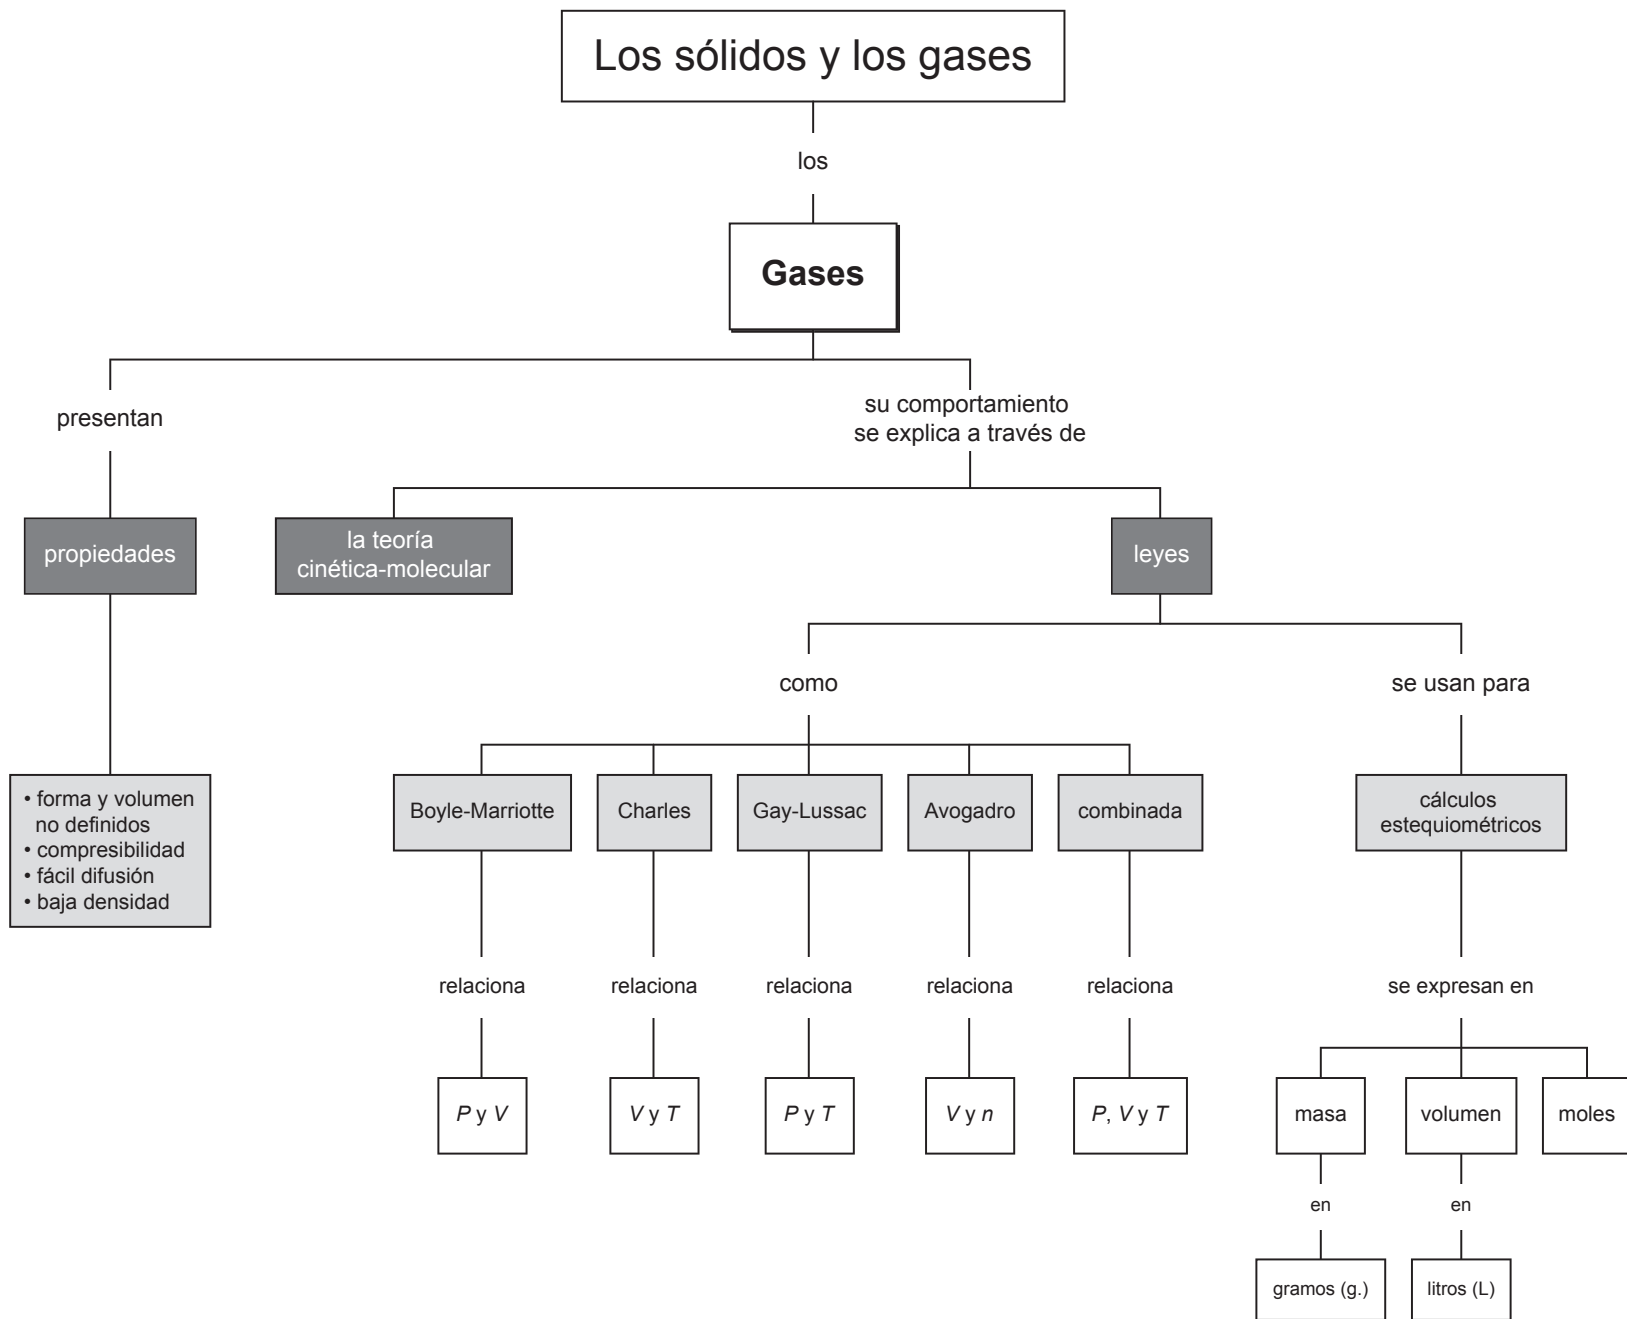 Los sólidos y los gases
los
Gases
presentan
su comportamiento
se explica a través de
propiedades
la teoría
cinética-molecular
leyes
como
se usan para
• forma y volumen
no definidos
• compresibilidad
• fácil difusión
• baja densidad
Boyle-Marriotte
Charles
Gay-Lussac
Avogadro
combinada
cálculos
estequiométricos
relaciona
relaciona
relaciona
relaciona
relaciona
se expresan en
P y V
V y T
P y T
V y n
P, V y T
masa
volumen
moles
en
en
gramos (g.)
litros (L)